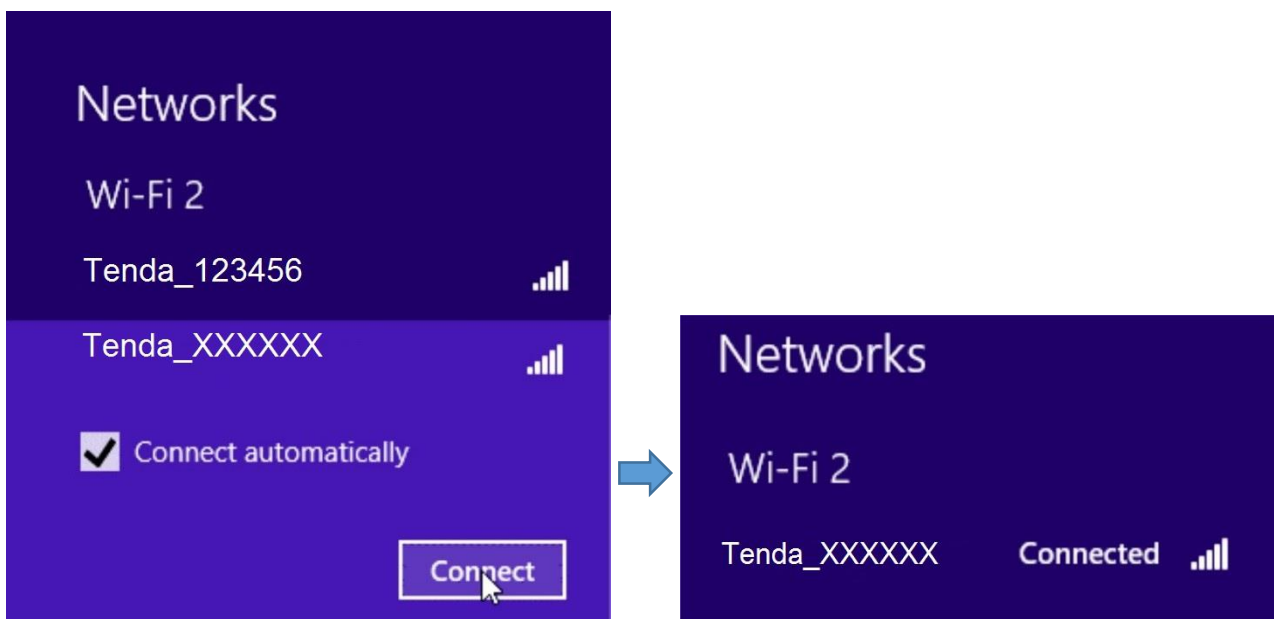 Networks
Wi-Fi 2
Tenda_123456
Tenda_XXXXXX
Connect automatically
Connect
Networks
Wi-Fi 2
Tenda_XXXXXX Connected